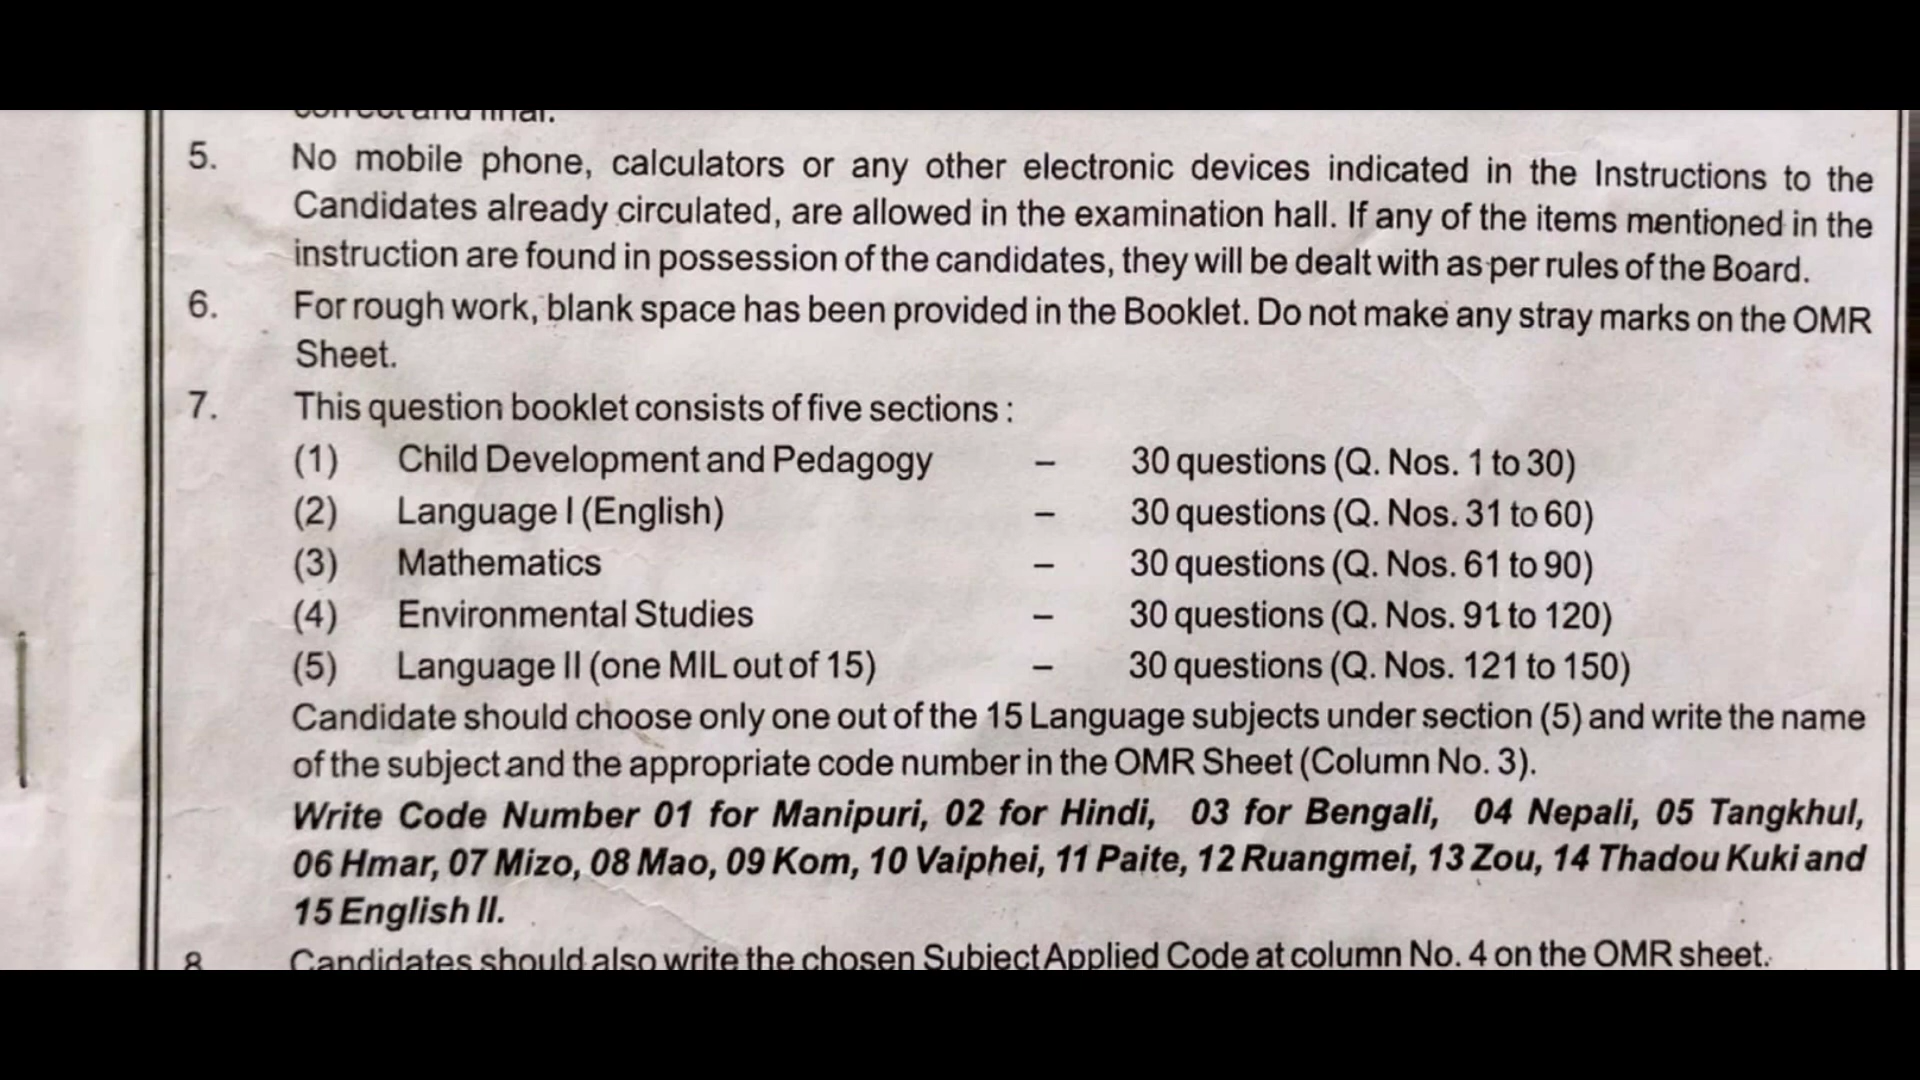 correct and final.
5. No mobile phone, calculators or any other electronic devices indicated in the Instructions to the
Candidates already circulated, are allowed in the examination hall. If any of the items mentioned in the
instruction are found in possession of the candidates, they will be dealt with as per rules of the Board.
6. For rough work, blank space has been provided in the Booklet. Do not make any stray marks on the OMR
Sheet.
7. This question booklet consists of five sections :
(1) Child Development and Pedagogy – 30 questions (Q. Nos. 1 to 30)
(2) Language I (English) – 30 questions (Q. Nos. 31 to 60)
(3) Mathematics – 30 questions (Q. Nos. 61 to 90)
(4) Environmental Studies – 30 questions (Q. Nos. 91 to 120)
(5) Language II (one MIL out of 15) – 30 questions (Q. Nos. 121 to 150)
Candidate should choose only one out of the 15 Language subjects under section (5) and write the name
of the subject and the appropriate code number in the OMR Sheet (Column No. 3).
Write Code Number 01 for Manipuri, 02 for Hindi, 03 for Bengali, 04 Nepali, 05 Tangkhul,
06 Hmar, 07 Mizo, 08 Mao, 09 Kom, 10 Vaiphei, 11 Paite, 12 Ruangmei, 13 Zou, 14 Thadou Kuki and
15 English II.
8. Candidates should also write the chosen Subject Applied Code at column No. 4 on the OMR sheet.